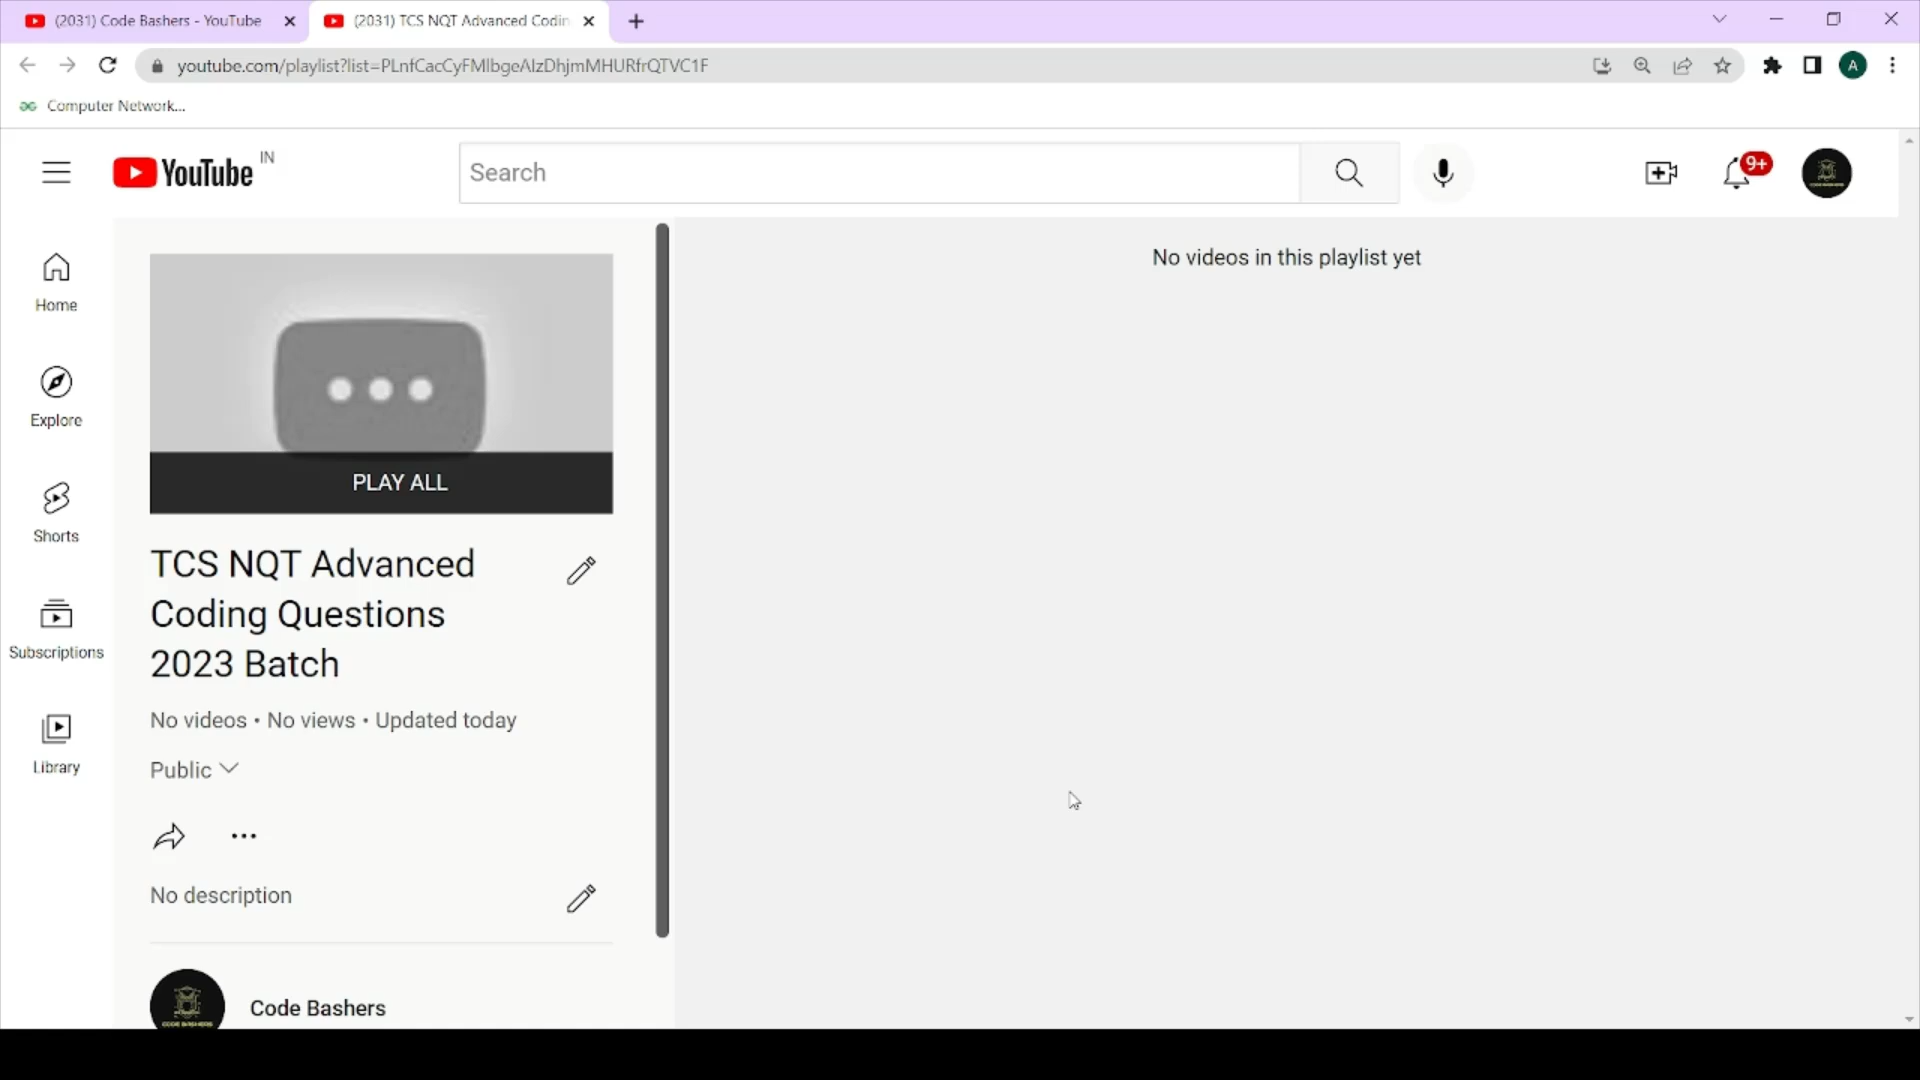 (2031) Code Bashers - YouTube
(2031) TCS NQT Advanced Codin
youtube.com/playlist?list=PLnfCacCyFMlbgeAlzDhjmMHURfrQTVC1F
A
Computer Network...
YouTube IN
Search
9+
Home
Explore
Shorts
Subscriptions
Library
No videos in this playlist yet
PLAY ALL
TCS NQT Advanced
Coding Questions
2023 Batch
No videos • No views • Updated today
Public
No description
CODE BASHERS
Code Bashers